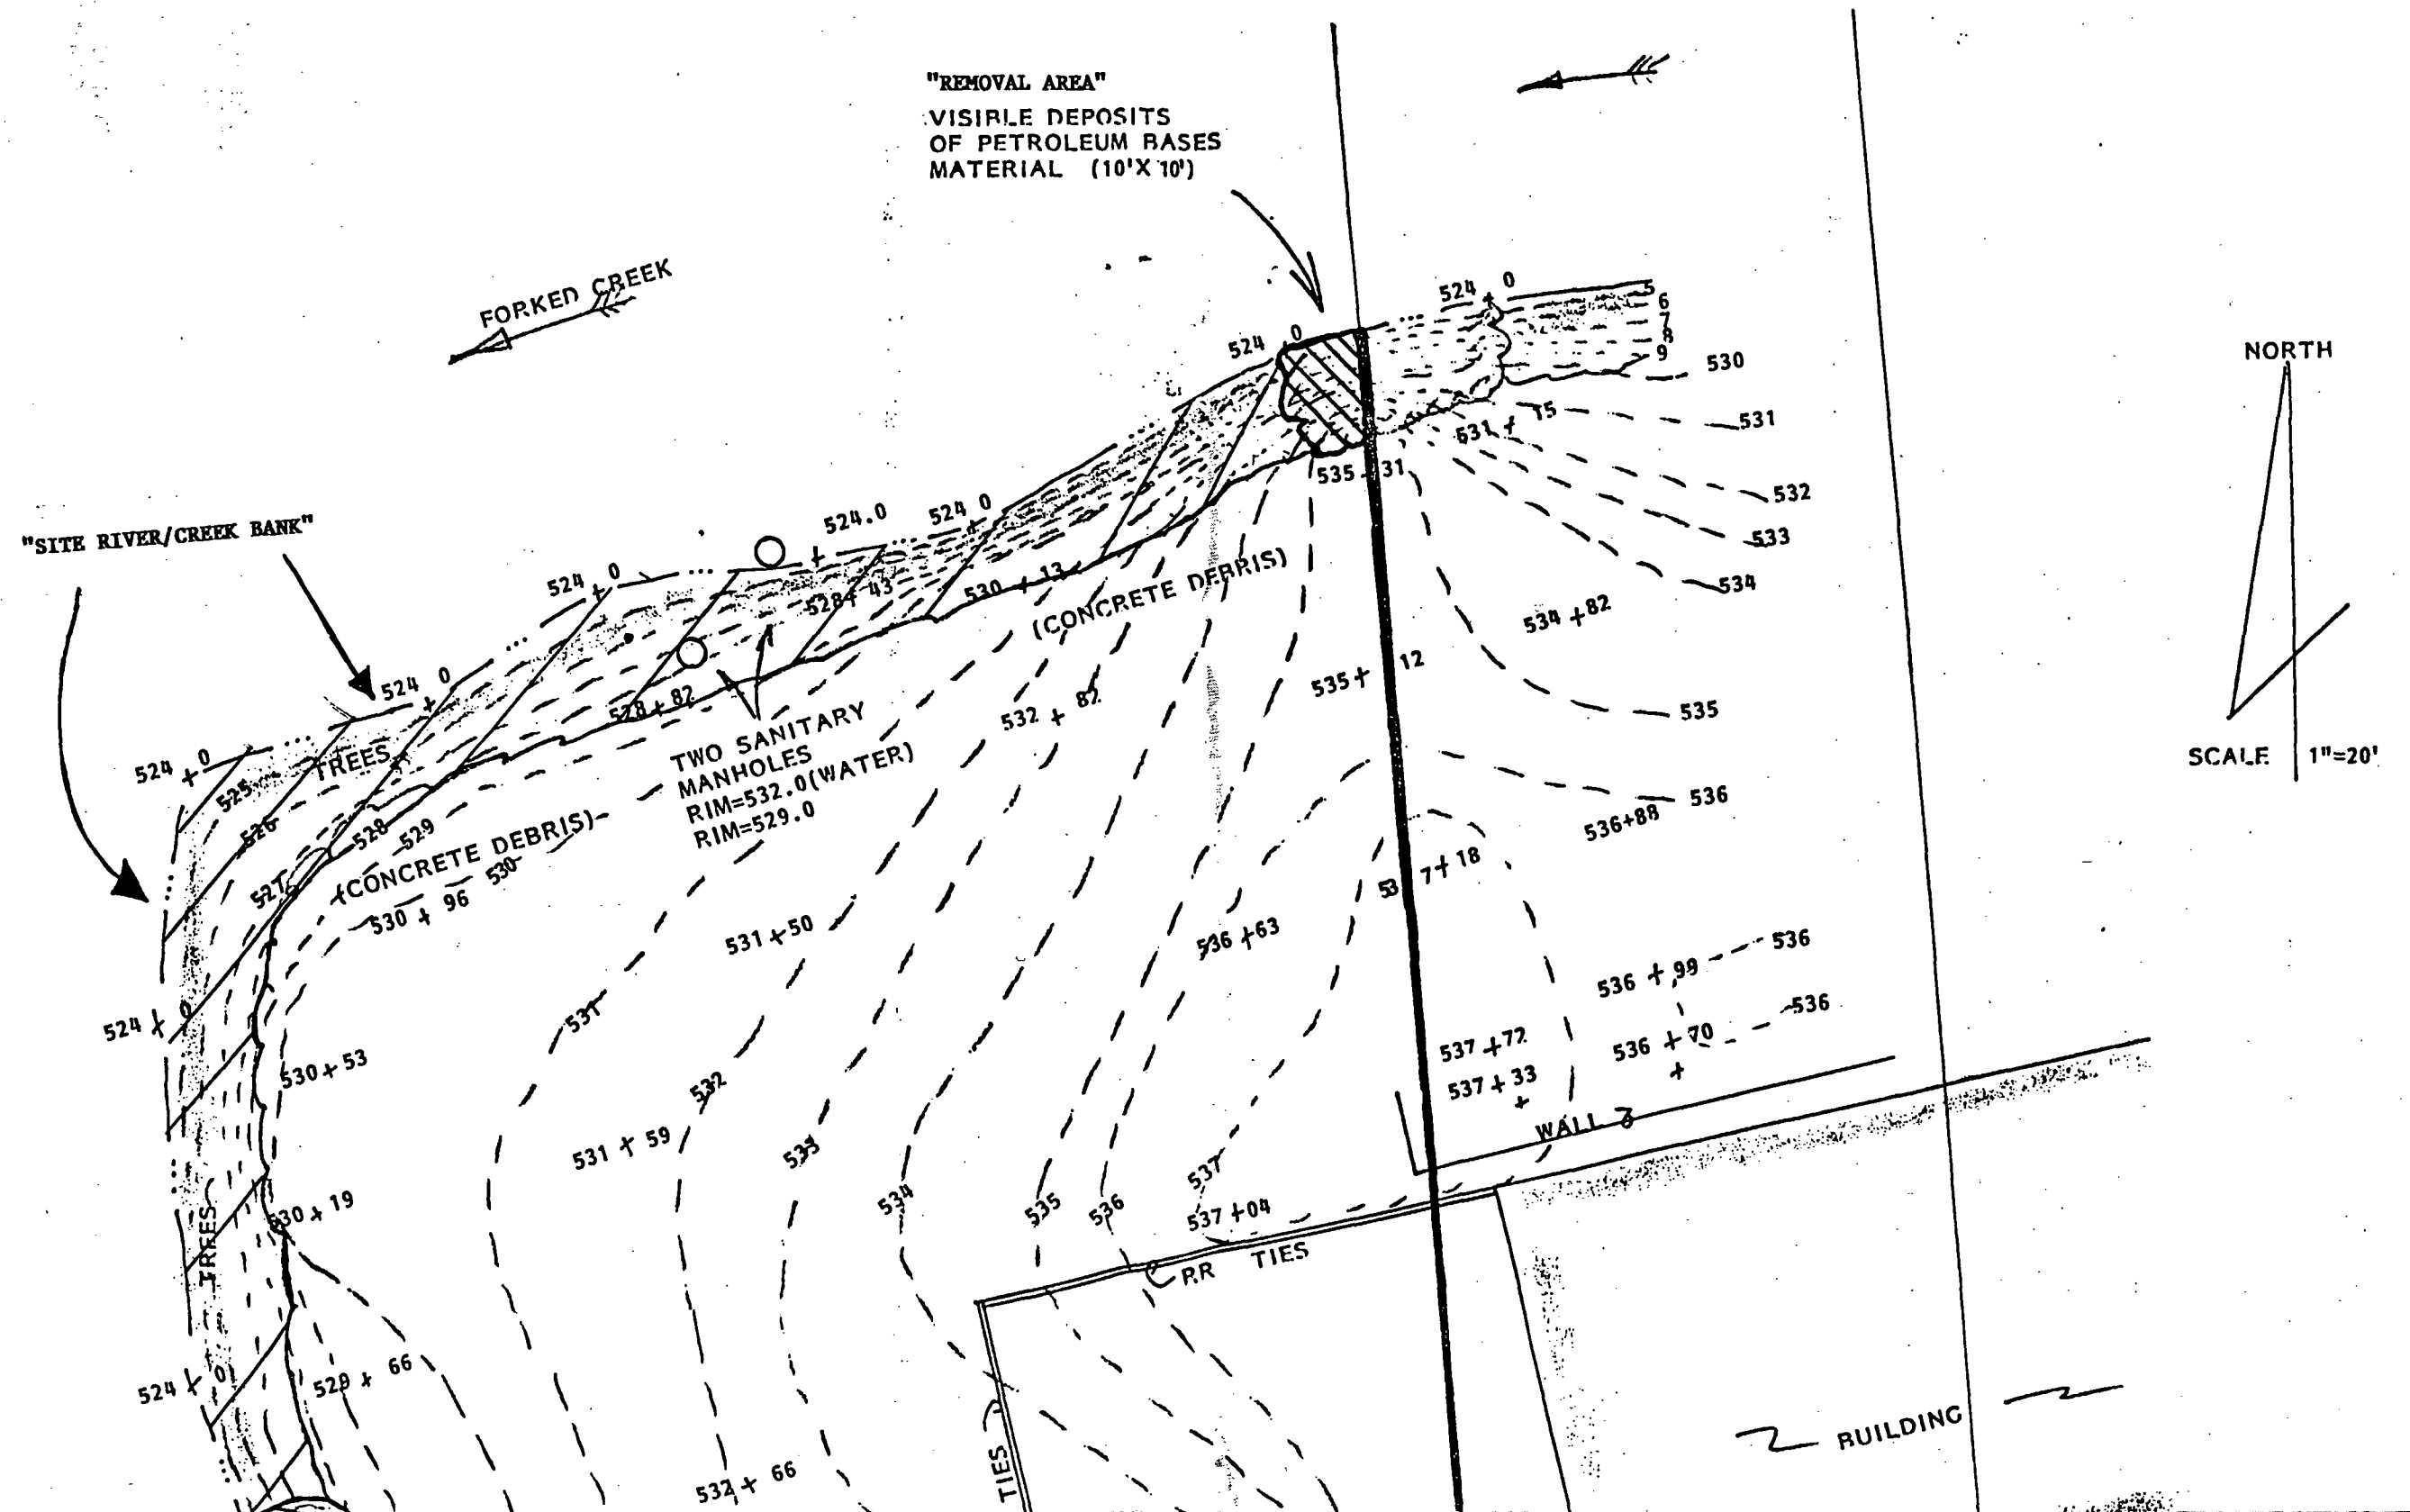 "REMOVAL AREA"
VISIBLE DEPOSITS
OF PETROLEUM BASES
MATERIAL (10'X 10')
FORKED CREEK
524 + 0
5
6
7
8
9
530
NORTH
524 + 0
531 + 15
531
535 + 31
532
"SITE RIVER/CREEK BANK"
524.0
524 + 0
533
524 + 0
528 + 43
530 + 13
(CONCRETE DEBRIS)
534
534 + 82
535 + 12
524 + 0
528 + 82
532 + 82
535
TWO SANITARY
MANHOLES
RIM=532.0(WATER)
RIM=529.0
SCALE 1"=20'
524 + 0
TREES
525
526
527
528
529
(CONCRETE DEBRIS)
530
530 + 96
536
536+88
537 + 18
531 + 50
536 + 63
536
536 + 99
524 + 0
531
536
537 + 72
536 + 70
530 + 53
532
537 + 33
+
+
WALL
531 + 59
533
537
530 + 19
534
535
536
537 + 04
TREES
RR TIES
524 + 0
529 + 66
BUILDING
TIES
532 + 66